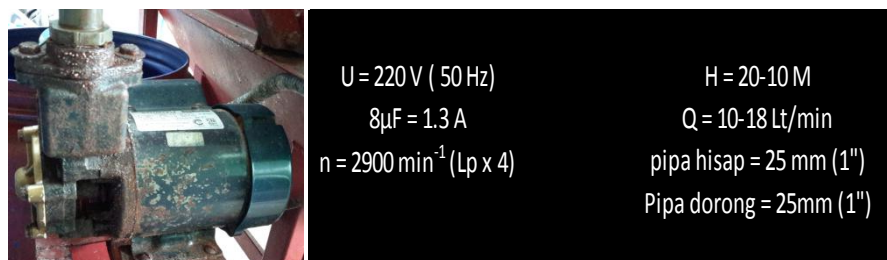 U = 220 V ( 50 Hz)
8µF = 1.3 A
n = 2900 min⁻¹ (Lp x 4)
H = 20-10 M
Q = 10-18 Lt/min
pipa hisap = 25 mm (1")
Pipa dorong = 25mm (1")